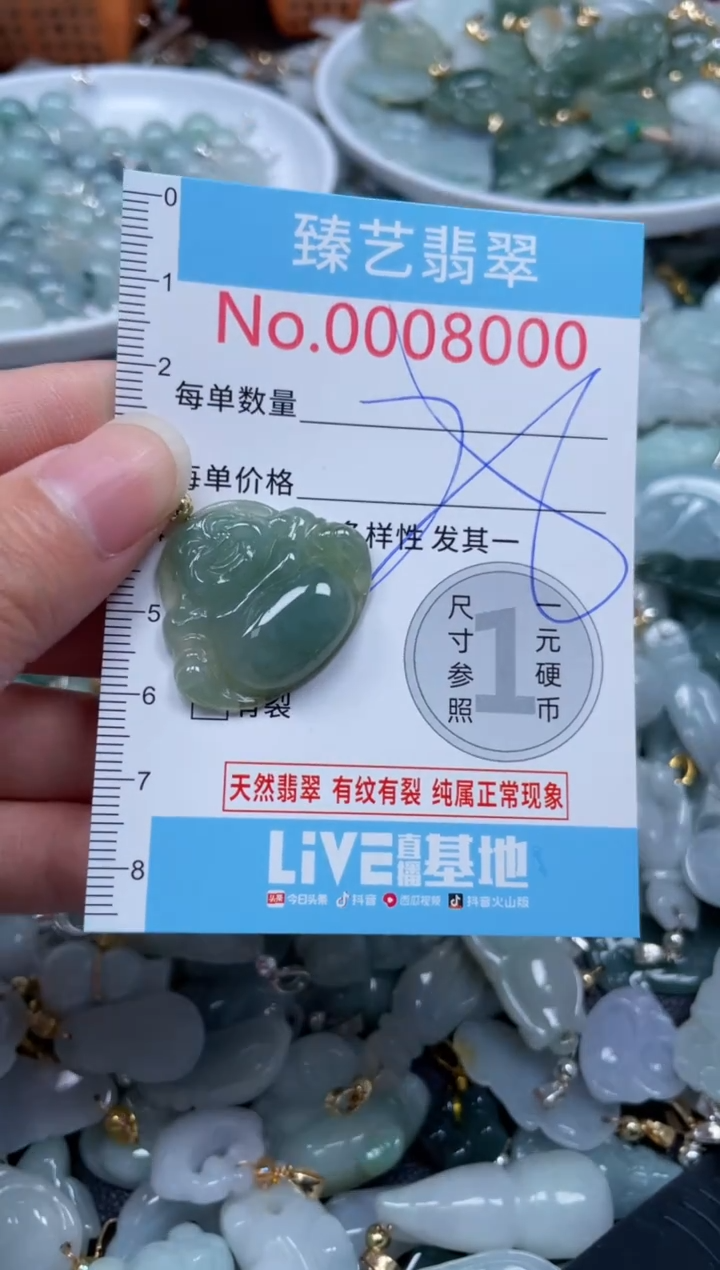 0
1
2
5
6
7
8
臻艺翡翠
No.0008000
每单数量
每单价格
多样性 发其一
有裂
尺寸参照
1
一元硬币
天然翡翠 有纹有裂 纯属正常现象
LiVE直播基地
头条 今日头条 抖音 西瓜视频 抖音火山版